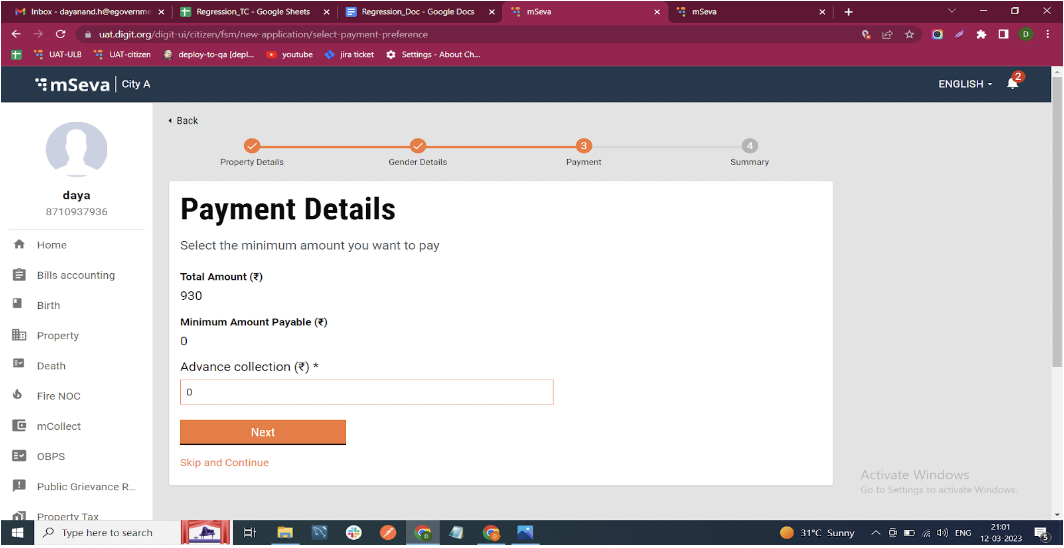 Inbox - dayanand.h@egovernme
Regression_TC - Google Sheets
Regression_Doc - Google Docs
mSeva
mSeva
uat.digit.org/digit-ui/citizen/fsm/new-application/select-payment-preference
D
UAT-ULB
UAT-citizen
deploy-to-qa [depl...
youtube
jira ticket
Settings - About Ch...
mSeva
City A
ENGLISH
2
Back
3
4
Property Details
Gender Details
Payment
Summary
daya
8710937936
Home
Bills accounting
Birth
Property
Death
Fire NOC
mCollect
OBPS
Public Grievance R...
Property Tax
Payment Details
Select the minimum amount you want to pay
Total Amount (₹)
930
Minimum Amount Payable (₹)
0
Advance collection (₹) *
0
Next
Skip and Continue
Activate Windows
Go to Settings to activate Windows.
Type here to search
31°C Sunny
ENG
21:01
12-03-2023
5